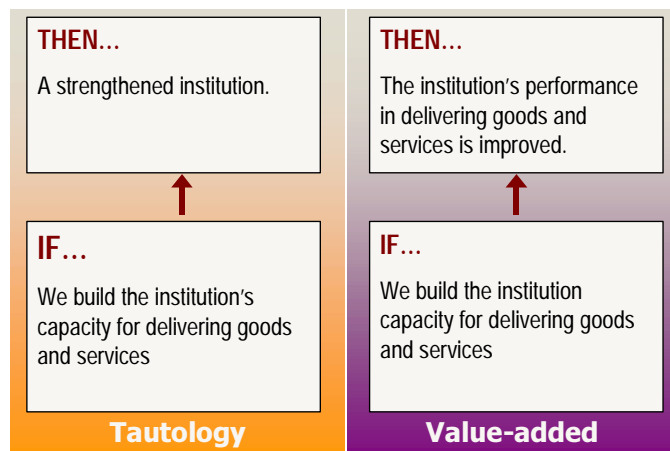 THEN...
A strengthened institution.
IF...
We build the institution's
capacity for delivering goods
and services
Tautology
THEN...
The institution's performance
in delivering goods and
services is improved.
IF...
We build the institution
capacity for delivering goods
and services
Value-added